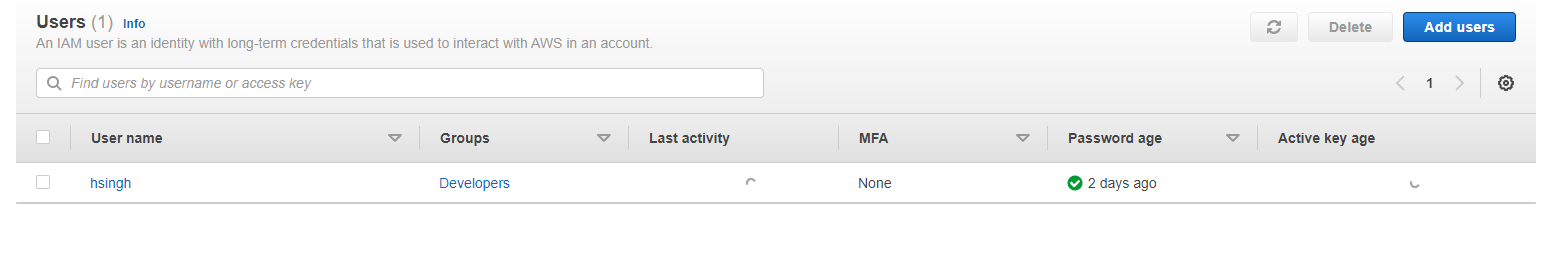 Users (1) Info
An IAM user is an identity with long-term credentials that is used to interact with AWS in an account.
Delete
Add users
Find users by username or access key
1
User name Groups Last activity MFA Password age Active key age
hsingh Developers None 2 days ago